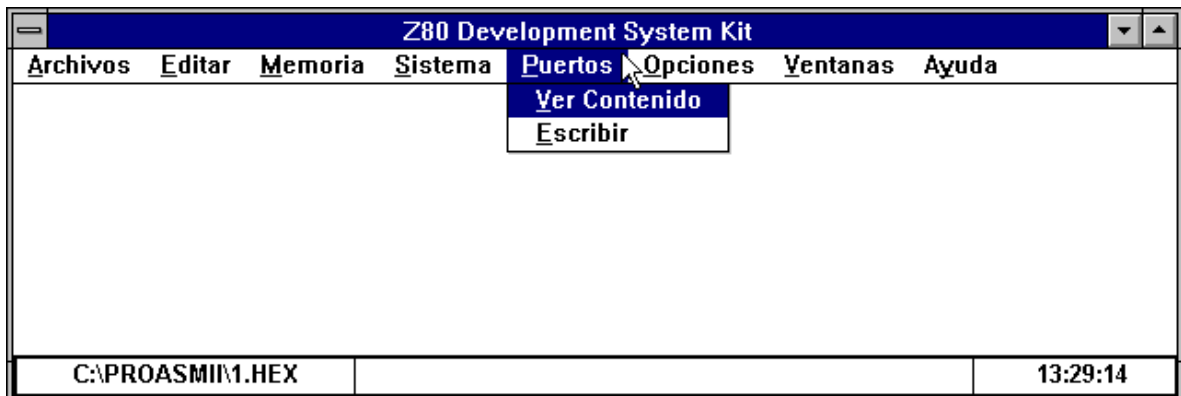 Z80 Development System Kit
Archivos Editar Memoria Sistema Puertos Opciones Ventanas Ayuda
Ver Contenido
Escribir
C:\PROASMII\1.HEX 13:29:14